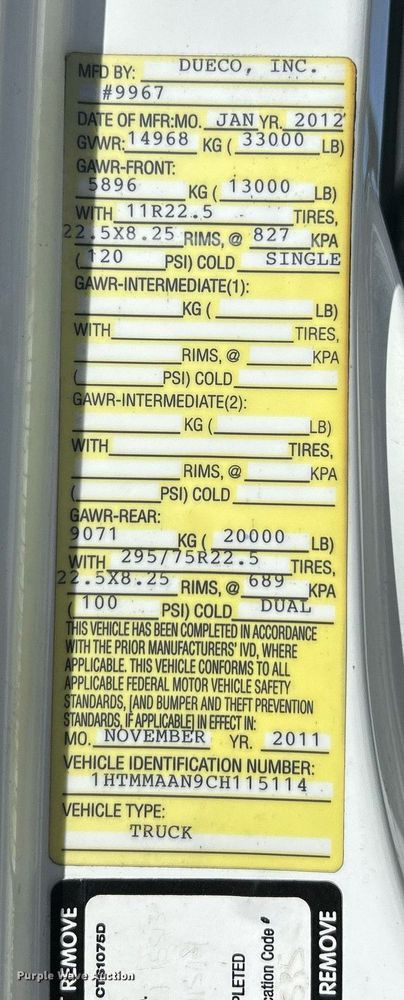 MFD BY: DUECO, INC.
#9967
DATE OF MFR:MO. JAN YR. 2012
GVWR: 14968 KG ( 33000 LB)
GAWR-FRONT:
5896 KG ( 13000 LB)
WITH 11R22.5 TIRES,
22.5X8.25 RIMS, @ 827 KPA
( 120 PSI) COLD SINGLE
GAWR-INTERMEDIATE(1):
KG ( LB)
WITH TIRES,
RIMS, @ KPA
( PSI) COLD
GAWR-INTERMEDIATE(2):
KG ( LB)
WITH TIRES,
RIMS, @ KPA
( PSI) COLD
GAWR-REAR:
9071 KG ( 20000 LB)
WITH 295/75R22.5 TIRES,
22.5X8.25 RIMS, @ 689 KPA
( 100 PSI) COLD DUAL
THIS VEHICLE HAS BEEN COMPLETED IN ACCORDANCE
WITH THE PRIOR MANUFACTURERS' IVD, WHERE
APPLICABLE. THIS VEHICLE CONFORMS TO ALL
APPLICABLE FEDERAL MOTOR VEHICLE SAFETY
STANDARDS, [AND BUMPER AND THEFT PREVENTION
STANDARDS, IF APPLICABLE] IN EFFECT IN:
MO. NOVEMBER YR. 2011
VEHICLE IDENTIFICATION NUMBER:
1HTMMAAN9CH115114
VEHICLE TYPE:
TRUCK
REMOVE
CTS1075D
PLETED
cation Code #
REMOVE
Purple Wave Auction